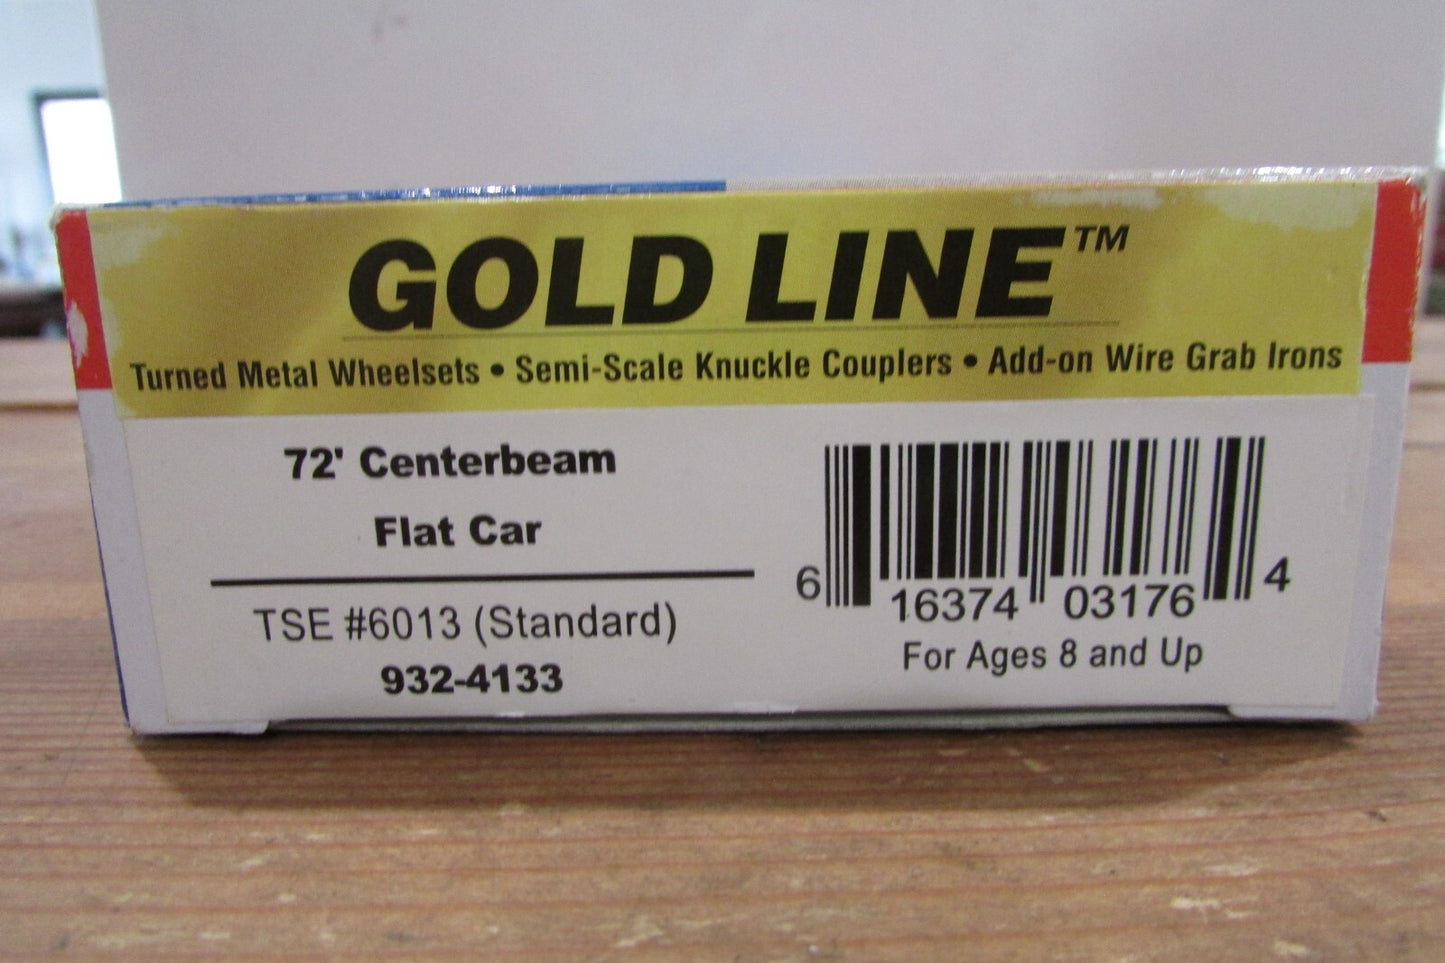 GOLD LINE™
Turned Metal Wheelsets • Semi-Scale Knuckle Couplers • Add-on Wire Grab Irons
72' Centerbeam
Flat Car
TSE #6013 (Standard)
932-4133
6 16374 03176 4
For Ages 8 and Up